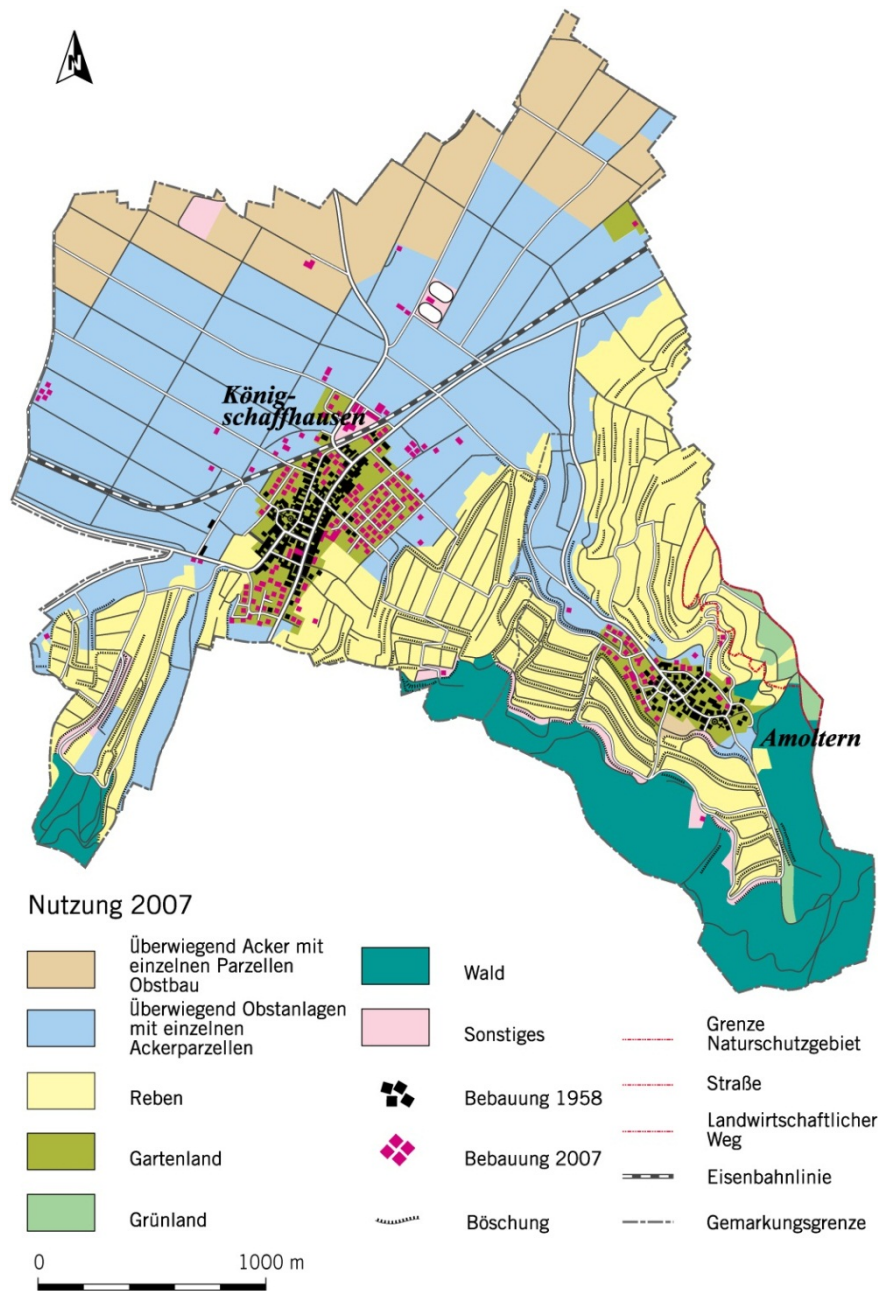 N
König-
schaffhausen
Amoltern
Nutzung 2007
Überwiegend Acker mit
einzelnen Parzellen
Obstbau
Überwiegend Obstanlagen
mit einzelnen
Ackerparzellen
Reben
Gartenland
Grünland
Wald
Sonstiges
Bebauung 1958
Bebauung 2007
Böschung
Grenze
Naturschutzgebiet
Straße
Landwirtschaftlicher
Weg
Eisenbahnlinie
Gemarkungsgrenze
0
1000 m